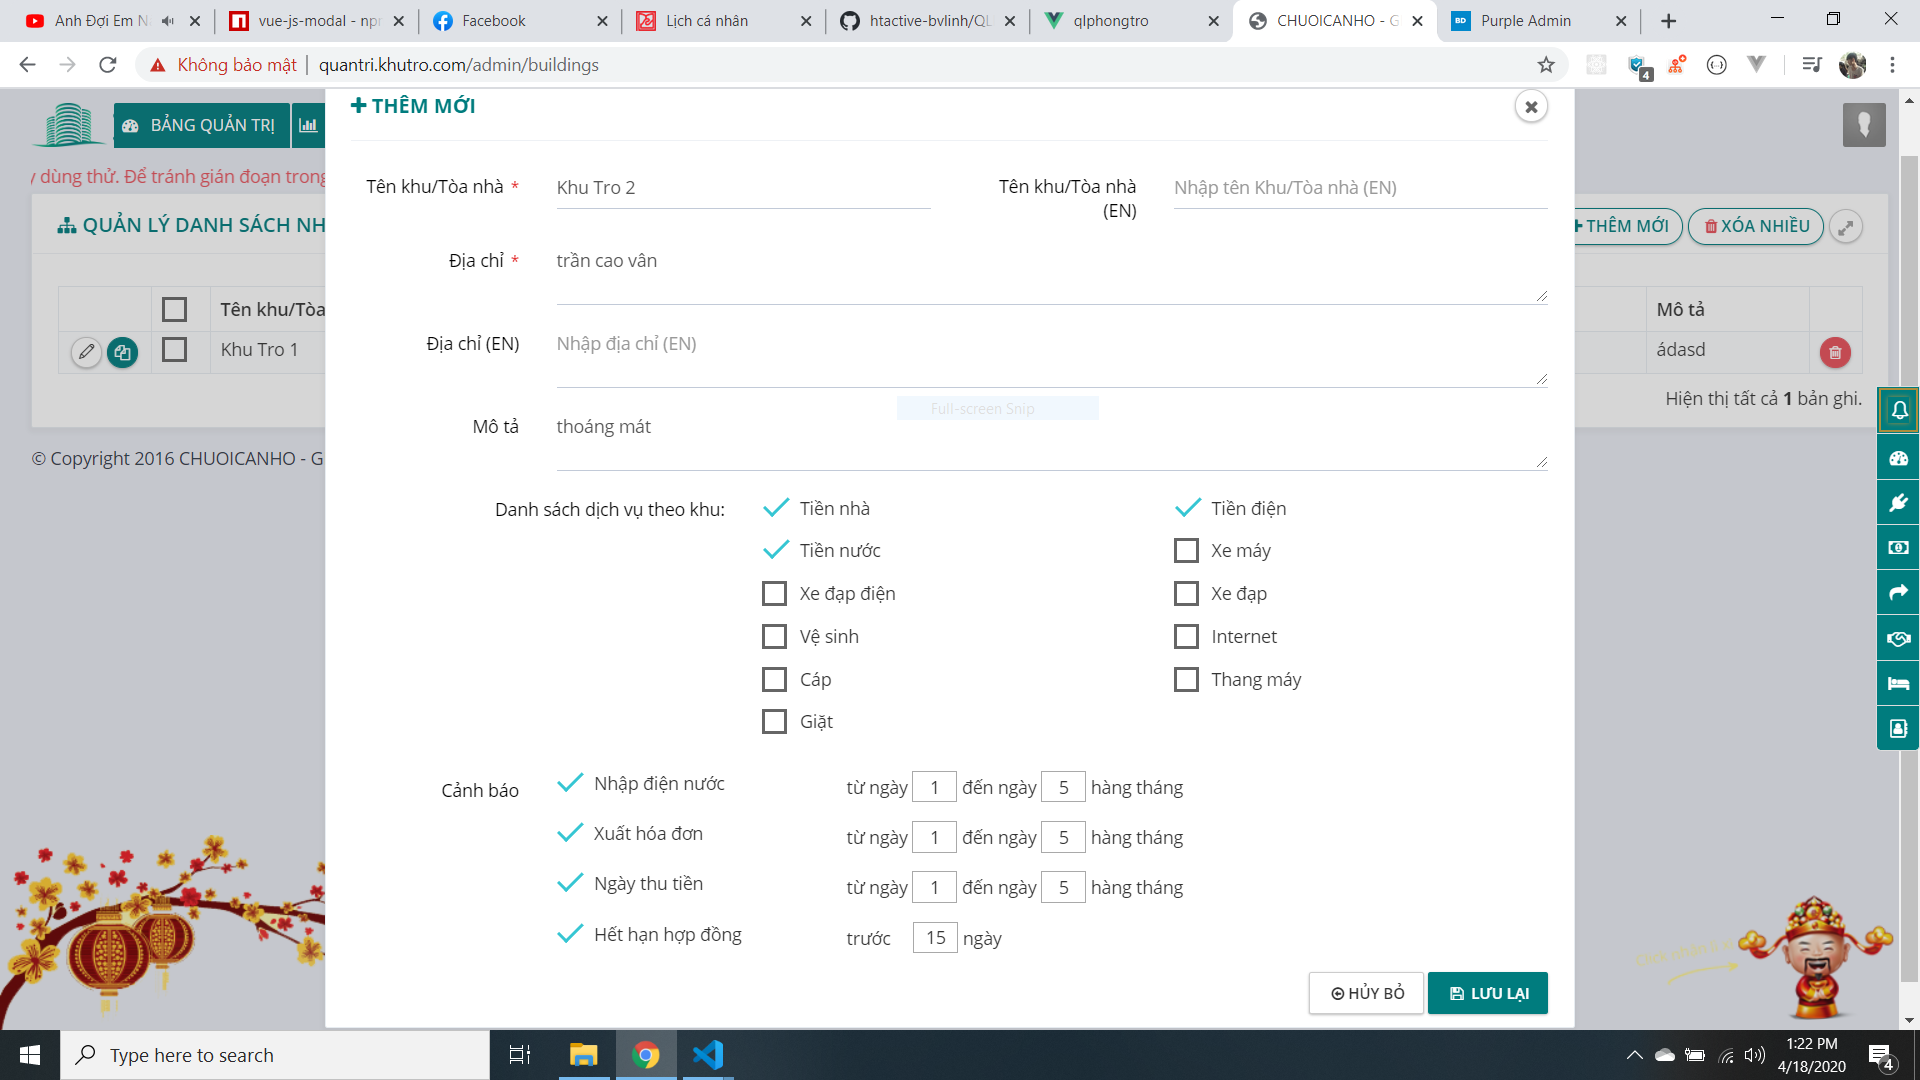 Anh Đợi Em N
vue-js-modal - npr
Facebook
Lịch cá nhân
htactive-bvlinh/QL
qlphongtro
CHUOICANHO - G
Purple Admin
Không bảo mật
quantri.khutro.com/admin/buildings
4
THÊM MỚI
BẢNG QUẢN TRỊ
dùng thử. Để tránh gián đoạn trong
Tên khu/Tòa nhà *
Khu Tro 2
Tên khu/Tòa nhà
(EN)
Nhập tên Khu/Tòa nhà (EN)
QUẢN LÝ DANH SÁCH NH
THÊM MỚI
XÓA NHIỀU
Địa chỉ *
trần cao vân
Tên khu/Tòa
Mô tả
Khu Tro 1
ádasd
Địa chỉ (EN)
Nhập địa chỉ (EN)
Hiện thị tất cả 1 bản ghi.
Full-screen Snip
Mô tả
thoáng mát
© Copyright 2016 CHUOICANHO - G
Danh sách dịch vụ theo khu:
Tiền nhà
Tiền điện
Tiền nước
Xe máy
Xe đạp điện
Xe đạp
Vệ sinh
Internet
Cáp
Thang máy
Giặt
Cảnh báo
Nhập điện nước
từ ngày 1 đến ngày 5 hàng tháng
Xuất hóa đơn
từ ngày 1 đến ngày 5 hàng tháng
Ngày thu tiền
từ ngày 1 đến ngày 5 hàng tháng
Hết hạn hợp đồng
trước 15 ngày
HỦY BỎ
LƯU LẠI
Type here to search
1:22 PM
4/18/2020
4